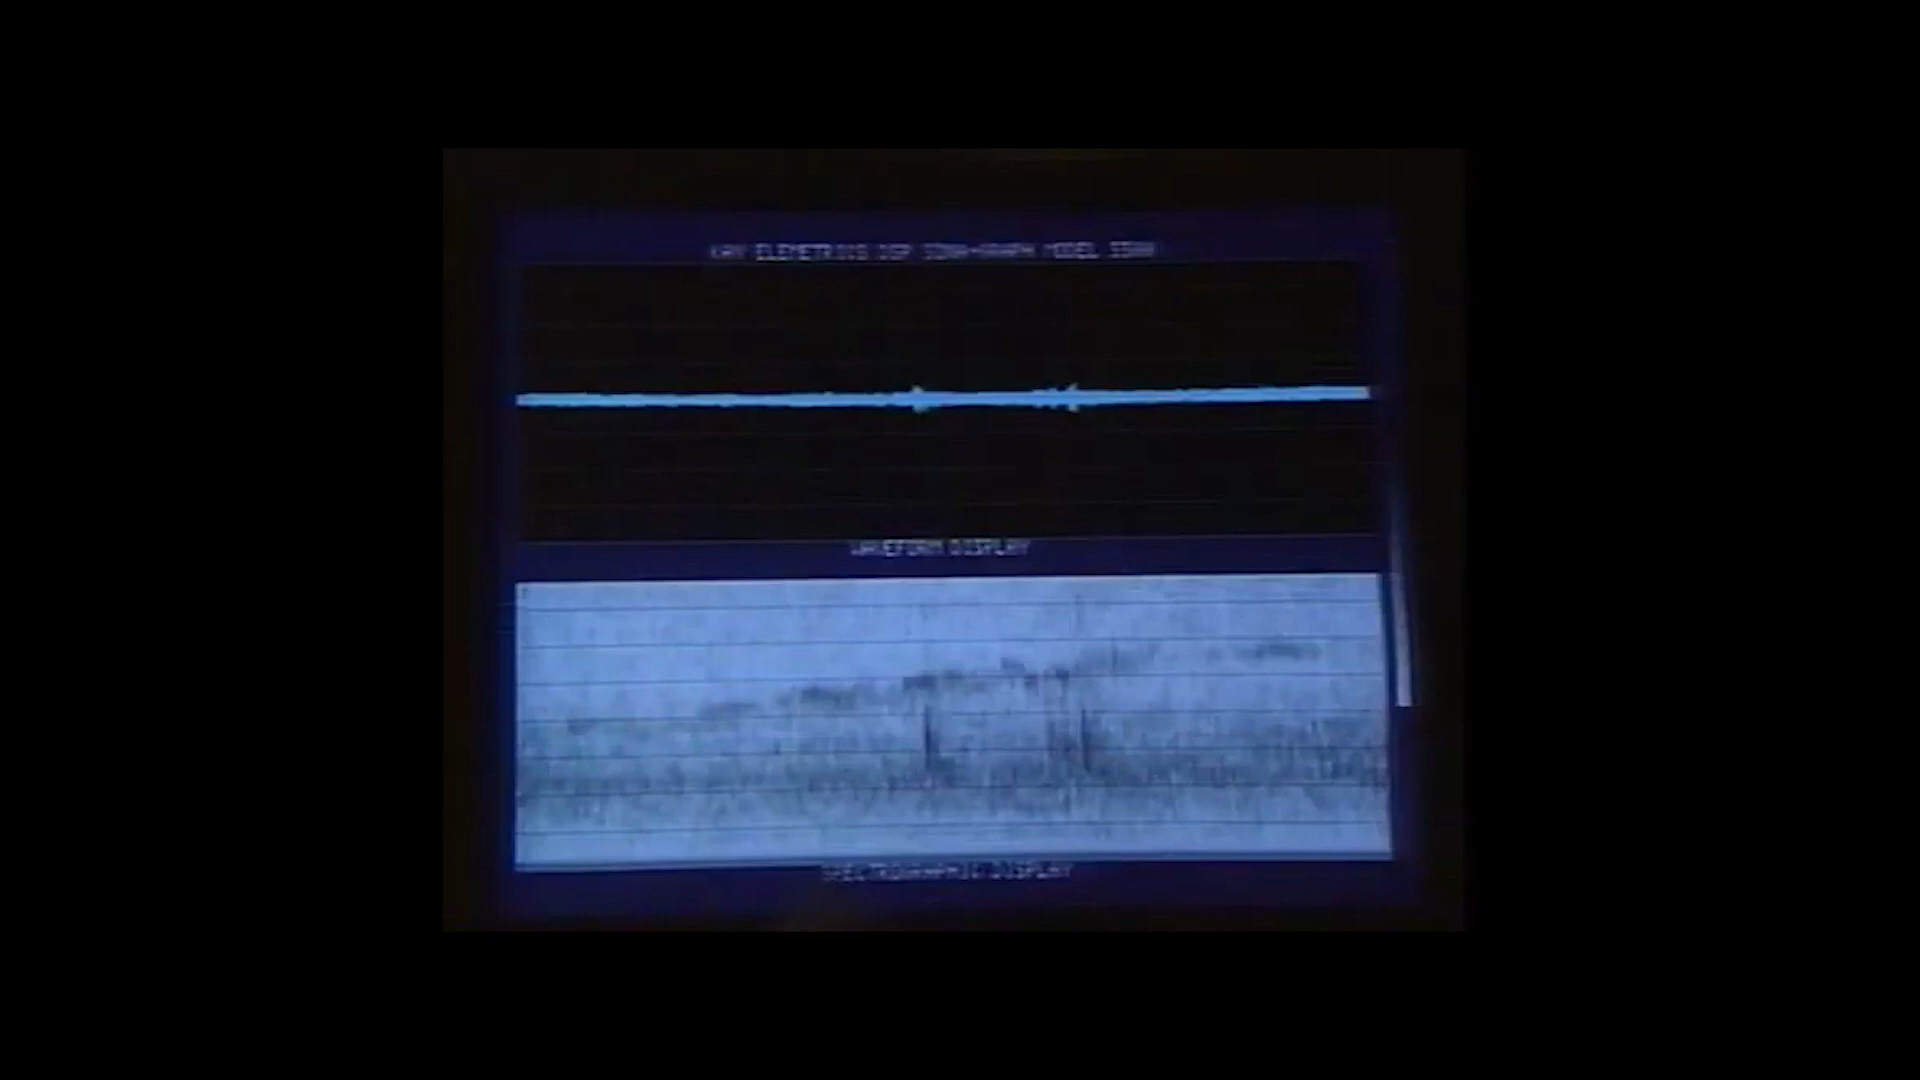 KAY ELEMETRICS DSP SONA-GRAPH MODEL 5500
WAVEFORM DISPLAY
SPECTROGRAPHIC DISPLAY